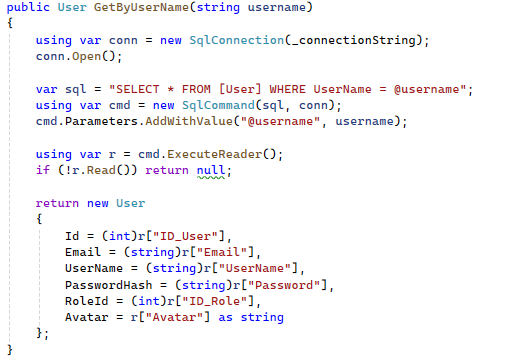 public User GetByUserName(string username)
{
    using var conn = new SqlConnection(_connectionString);
    conn.Open();

    var sql = "SELECT * FROM [User] WHERE UserName = @username";
    using var cmd = new SqlCommand(sql, conn);
    cmd.Parameters.AddWithValue("@username", username);

    using var r = cmd.ExecuteReader();
    if (!r.Read()) return null;

    return new User
    {
        Id = (int)r["ID_User"],
        Email = (string)r["Email"],
        UserName = (string)r["UserName"],
        PasswordHash = (string)r["Password"],
        RoleId = (int)r["ID_Role"],
        Avatar = r["Avatar"] as string
    };
}